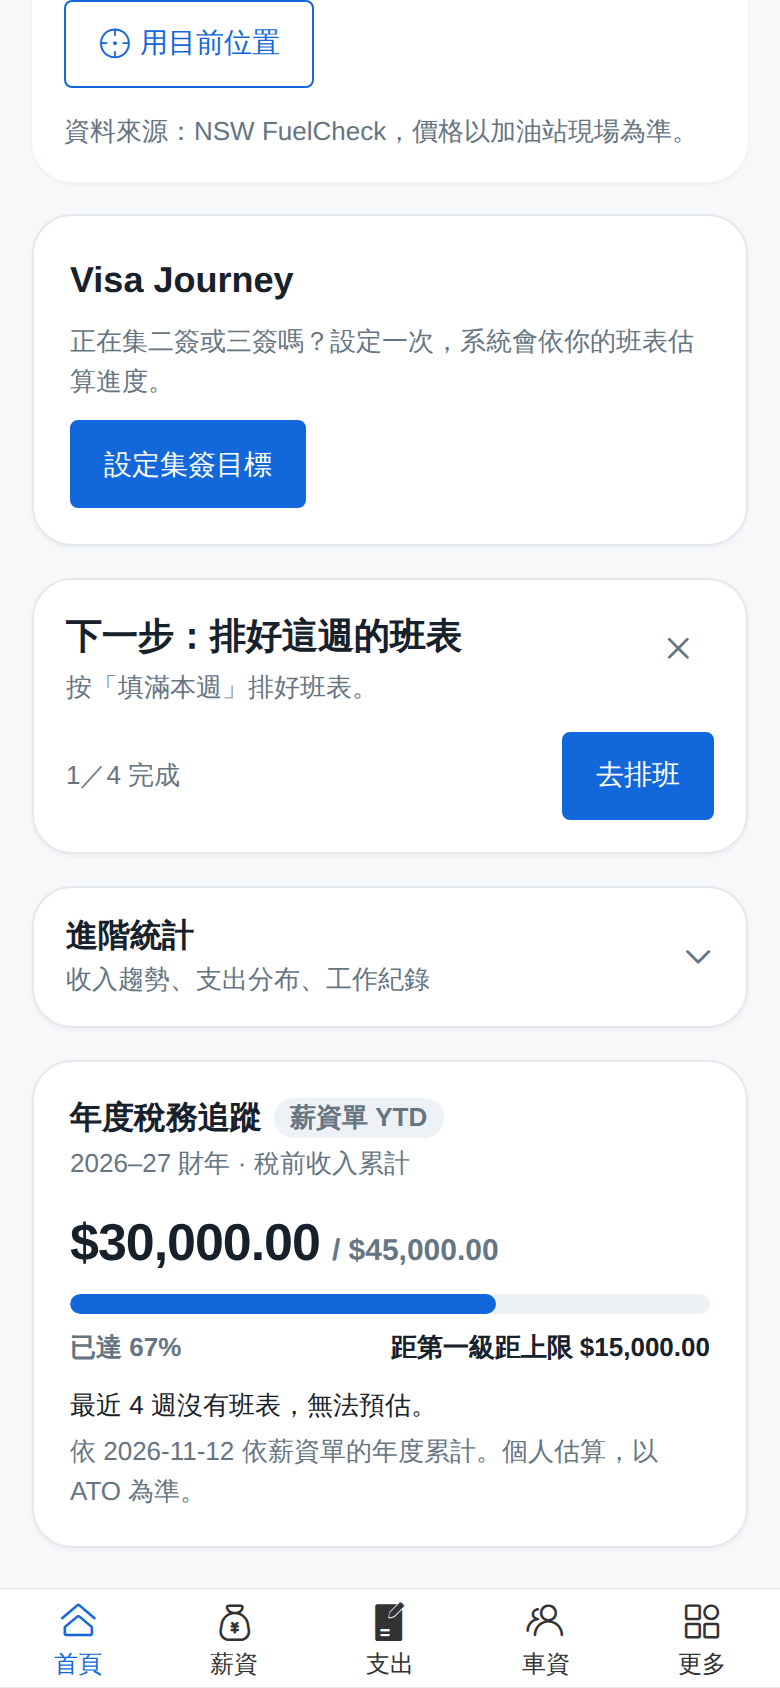 用目前位置
資料來源：NSW FuelCheck，價格以加油站現場為準。
Visa Journey
正在集二簽或三簽嗎？設定一次，系統會依你的班表估
算進度。
設定集簽目標
下一步：排好這週的班表
按「填滿本週」排好班表。
1／4 完成
去排班
進階統計
收入趨勢、支出分布、工作紀錄
年度稅務追蹤 薪資單 YTD
2026–27 財年 · 稅前收入累計
$30,000.00 / $45,000.00
已達 67% 距第一級距上限 $15,000.00
最近 4 週沒有班表，無法預估。
依 2026-11-12 依薪資單的年度累計。個人估算，以
ATO 為準。
首頁 薪資 支出 車資 更多